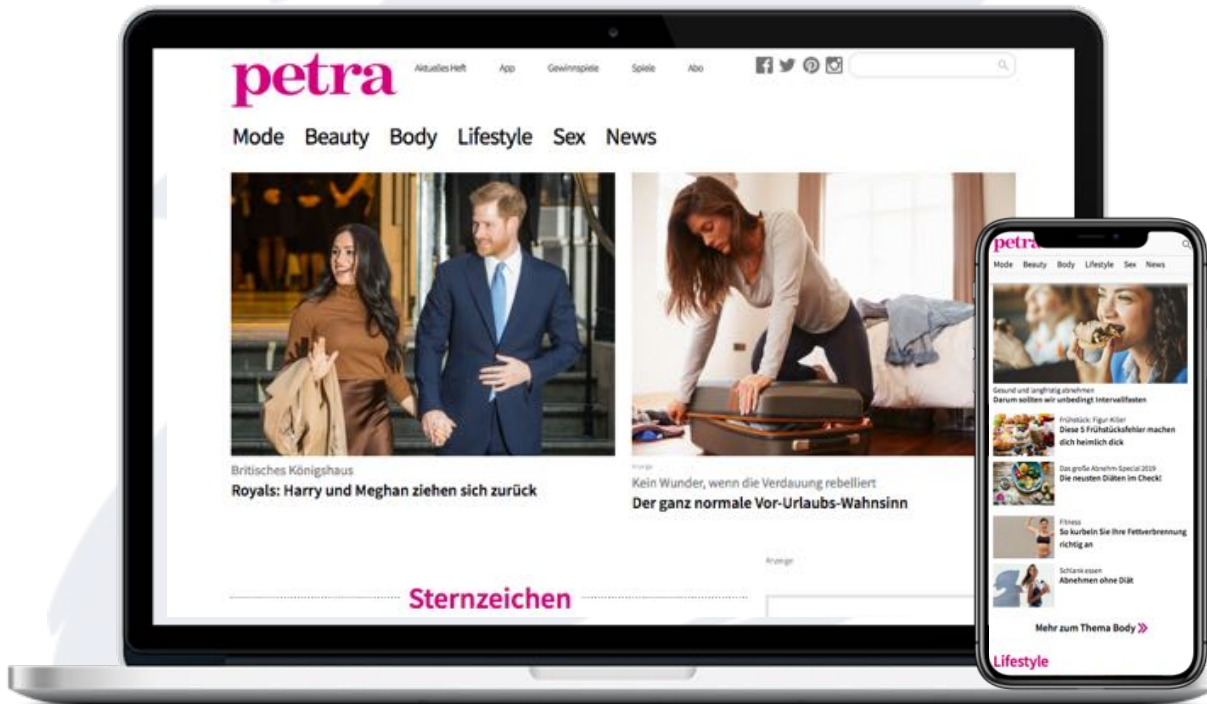 petra
Aktuelles Heft App Gewinnspiele Spiele Abo
Mode Beauty Body Lifestyle Sex News
Britisches Königshaus
Royals: Harry und Meghan ziehen sich zurück
Anzeige
Kein Wunder, wenn die Verdauung rebelliert
Der ganz normale Vor-Urlaubs-Wahnsinn
Anzeige
Sternzeichen
petra
Mode Beauty Body Lifestyle Sex News
Gesund und langfristig abnehmen
Darum sollten wir unbedingt Intervallfasten
Frühstück: Figur-Killer
Diese 5 Frühstücksfehler machen
dich heimlich dick
Das große Abnehm-Special 2019
Die neusten Diäten im Check!
Fitness
So kurbeln Sie Ihre Fettverbrennung
richtig an
Schlank essen
Abnehmen ohne Diät
Mehr zum Thema Body
Lifestyle